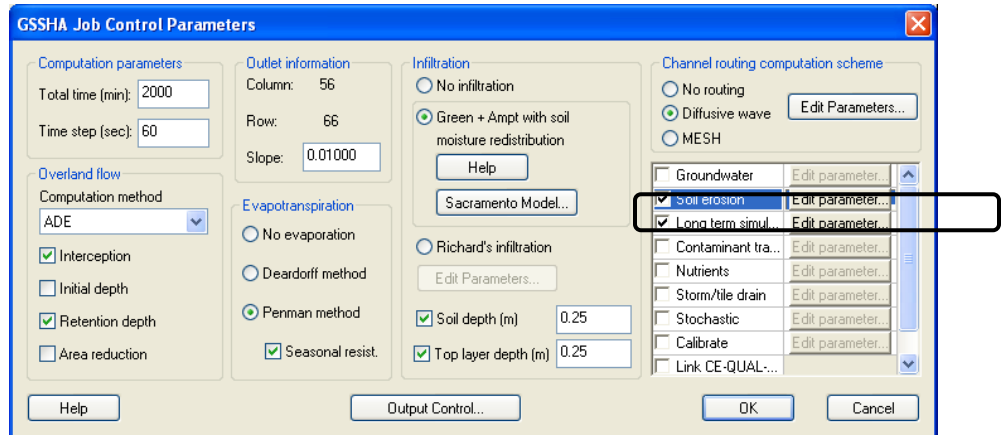 GSSHA Job Control Parameters
Computation parameters
Total time (min): 2000
Time step (sec): 60
Overland flow
Computation method
ADE
Interception
Initial depth
Retention depth
Area reduction
Outlet information
Column: 56
Row: 66
Slope: 0.01000
Evapotranspiration
No evaporation
Deardorff method
Penman method
Seasonal resist.
Infiltration
No infiltration
Green + Ampt with soil
moisture redistribution
Help
Sacramento Model...
Richard's infiltration
Edit Parameters...
Soil depth (m) 0.25
Top layer depth (m) 0.25
Channel routing computation scheme
No routing
Diffusive wave
MESH
Edit Parameters...
Groundwater Edit parameter...
Soil erosion Edit parameter...
Long term simul... Edit parameter...
Contaminant tra... Edit parameter...
Nutrients Edit parameter...
Storm/tile drain Edit parameter...
Stochastic Edit parameter...
Calibrate Edit parameter...
Link CE-QUAL-...
Help
Output Control...
OK
Cancel